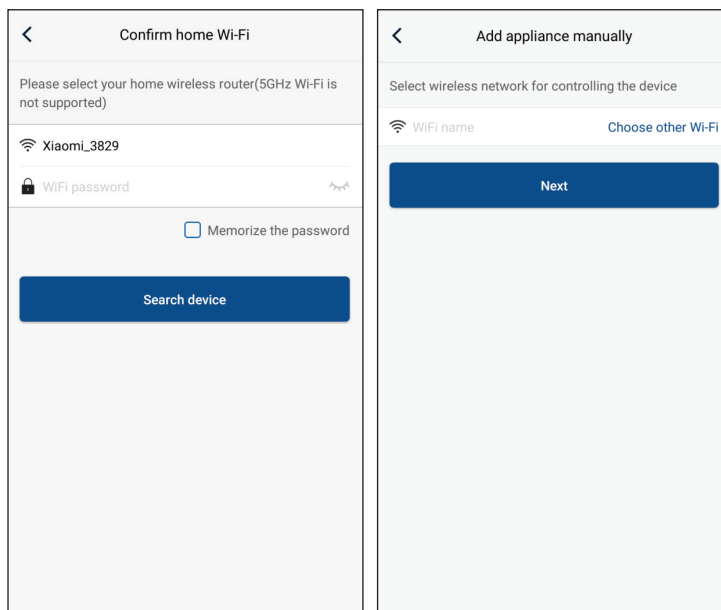 Confirm home Wi-Fi
Please select your home wireless router(5GHz Wi-Fi is
not supported)
Xiaomi_3829
WiFi password
Memorize the password
Search device
Add appliance manually
Select wireless network for controlling the device
WiFi name Choose other Wi-Fi
Next